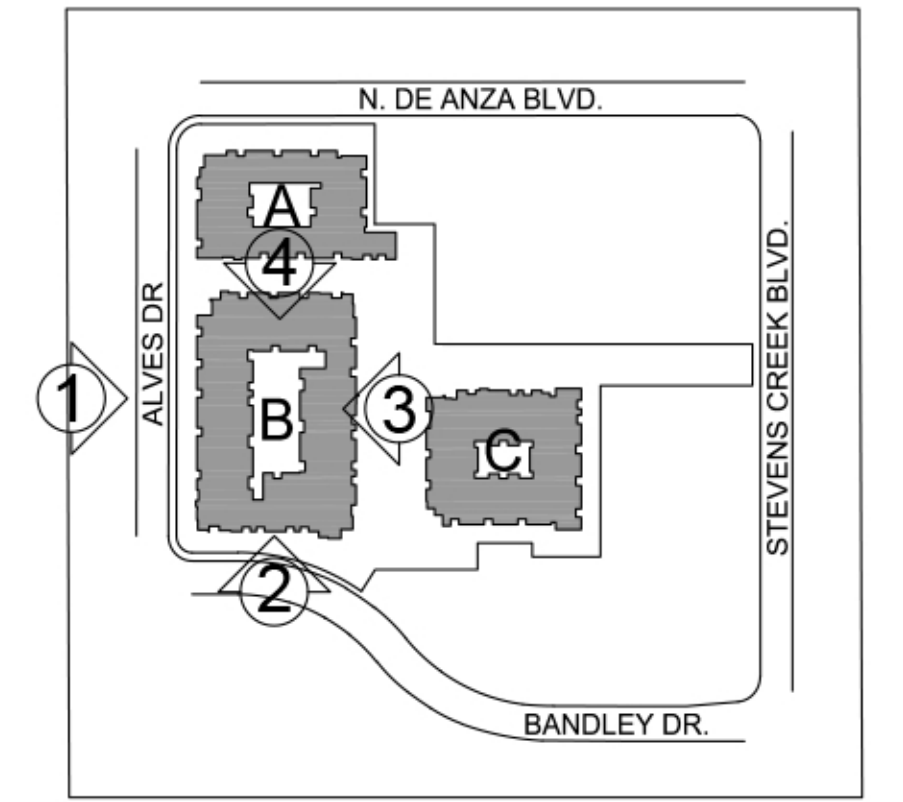 N. DE ANZA BLVD.
A
4
ALVES DR
STEVENS CREEK BLVD.
1
B
3
C
2
BANDLEY DR.